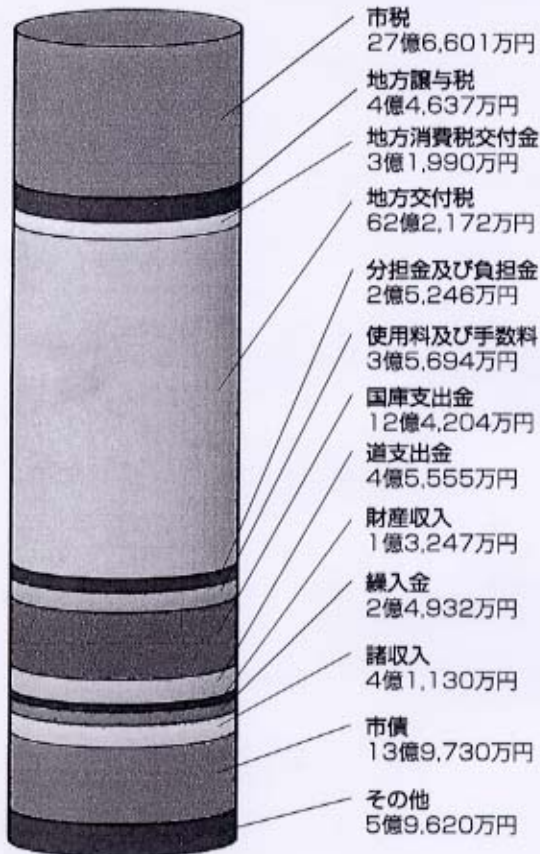 市税
27億6,601万円
地方譲与税
4億4,637万円
地方消費税交付金
3億1,990万円
地方交付税
62億2,172万円
分担金及び負担金
2億5,246万円
使用料及び手数料
3億5,694万円
国庫支出金
12億4,204万円
道支出金
4億5,555万円
財産収入
1億3,247万円
繰入金
2億4,932万円
諸収入
4億1,130万円
市債
13億9,730万円
その他
5億9,620万円